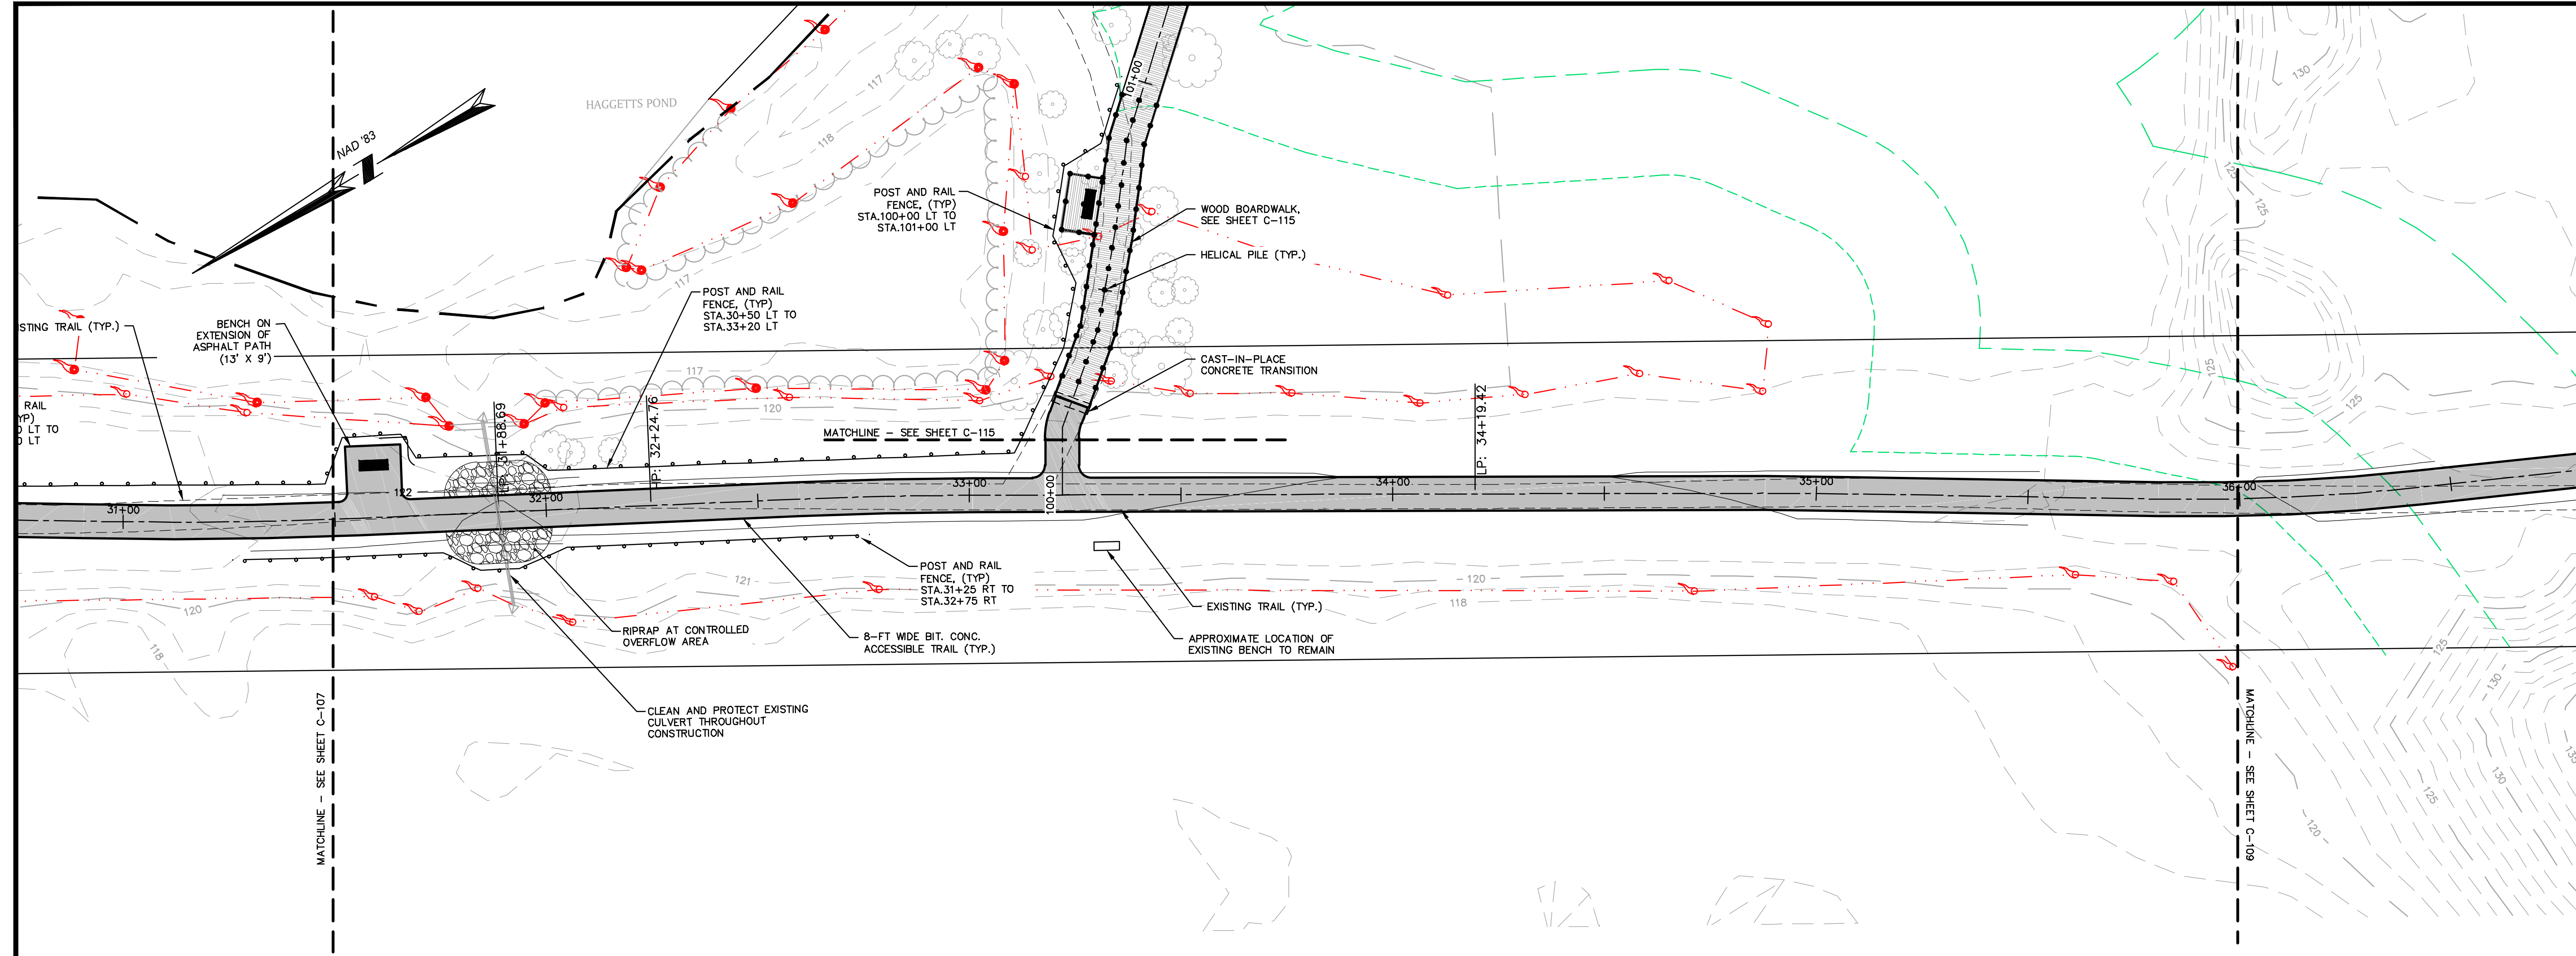 HAGGETTS POND
NAD '83
117
118
117
117
120
101+00
POST AND RAIL
FENCE, (TYP)
STA.100+00 LT TO
STA.101+00 LT
WOOD BOARDWALK,
SEE SHEET C-115
HELICAL PILE (TYP.)
POST AND RAIL
FENCE, (TYP)
STA.30+50 LT TO
STA.33+20 LT
ISTING TRAIL (TYP.)
BENCH ON
EXTENSION OF
ASPHALT PATH
(13' X 9')
CAST-IN-PLACE
CONCRETE TRANSITION
RAIL
YP)
0 LT TO
0 LT
31+88.69
LP: 32+24.76
LP: 34+19.42
MATCHLINE - SEE SHEET C-115
122
31+00
32+00
33+00
100+00
34+00
35+00
36+00
POST AND RAIL
FENCE, (TYP)
STA.31+25 RT TO
STA.32+75 RT
EXISTING TRAIL (TYP.)
RIPRAP AT CONTROLLED
OVERFLOW AREA
8-FT WIDE BIT. CONC.
ACCESSIBLE TRAIL (TYP.)
APPROXIMATE LOCATION OF
EXISTING BENCH TO REMAIN
CLEAN AND PROTECT EXISTING
CULVERT THROUGHOUT
CONSTRUCTION
MATCHLINE - SEE SHEET C-107
MATCHLINE - SEE SHEET C-109
120
118
121
120
118
130
125
125
125
125
125
130
135
130
125
120